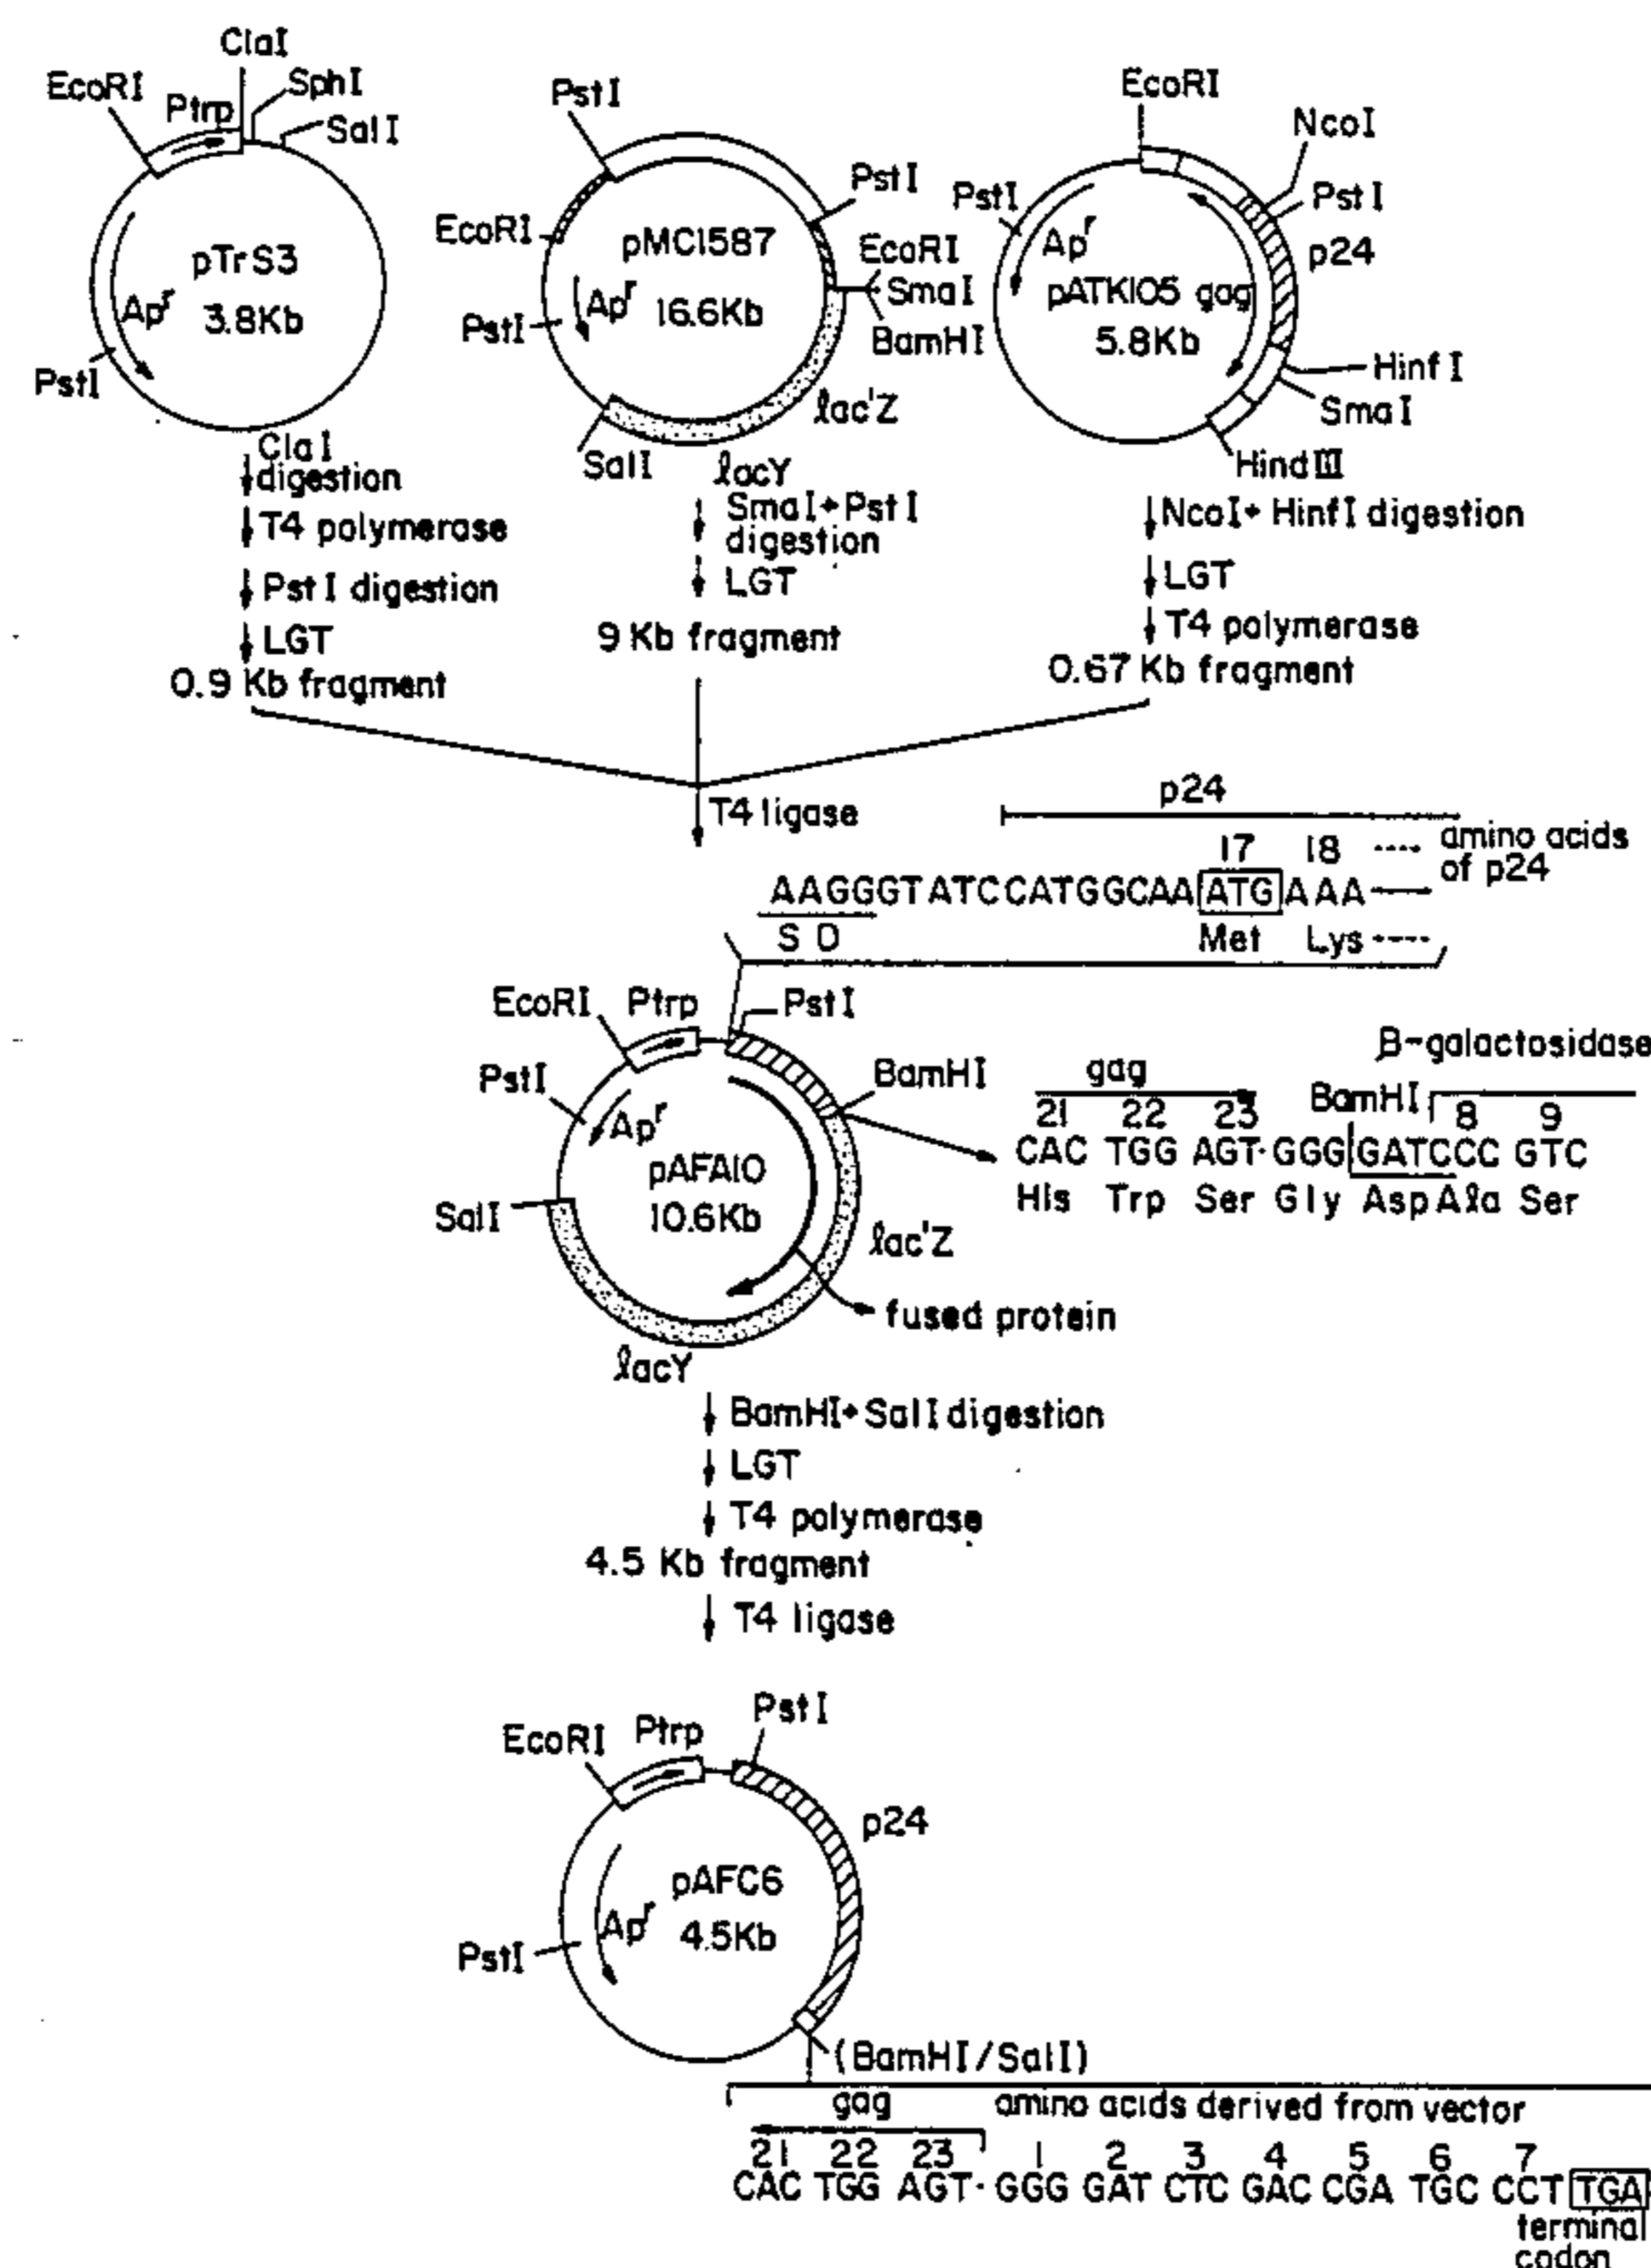 ClaI
EcoRI
Ptrp
SphI
SalI
pTrS3
3.8Kb
Apr
PstI
PstI
PstI
EcoRI
pMC1587
16.6Kb
Apr
PstI
EcoRI
SmaI
BamHI
lac'Z
SalI
lacY
EcoRI
NcoI
PstI
PstI
p24
Apr
pATK105 gag
5.8Kb
HinfI
SmaI
HindIII
ClaI
digestion
T4 polymerase
PstI digestion
LGT
0.9 Kb fragment
SmaI+PstI
digestion
LGT
9 Kb fragment
NcoI+HinfI digestion
LGT
T4 polymerase
0.67 Kb fragment
T4 ligase
p24
17 18 ---- amino acids
of p24
AAGGGTATCCATGGCAA ATG AAA
S D Met Lys ----
EcoRI Ptrp PstI
PstI
BamHI
Apr
pAFA10
10.6Kb
SalI
lac'Z
fused protein
lacY
β-galactosidase
gag
BamHI
21 22 23 8 9
CAC TGG AGT·GGG GATCCC GTC
His Trp Ser Gly Asp Ala Ser
BamHI+SalI digestion
LGT
T4 polymerase
4.5 Kb fragment
T4 ligase
EcoRI Ptrp PstI
p24
pAFC6
4.5Kb
Apr
PstI
(BamHI/SalI)
gag amino acids derived from vector
21 22 23 1 2 3 4 5 6 7
CAC TGG AGT·GGG GAT CTC GAC CGA TGC CCT TGA
terminal
codon